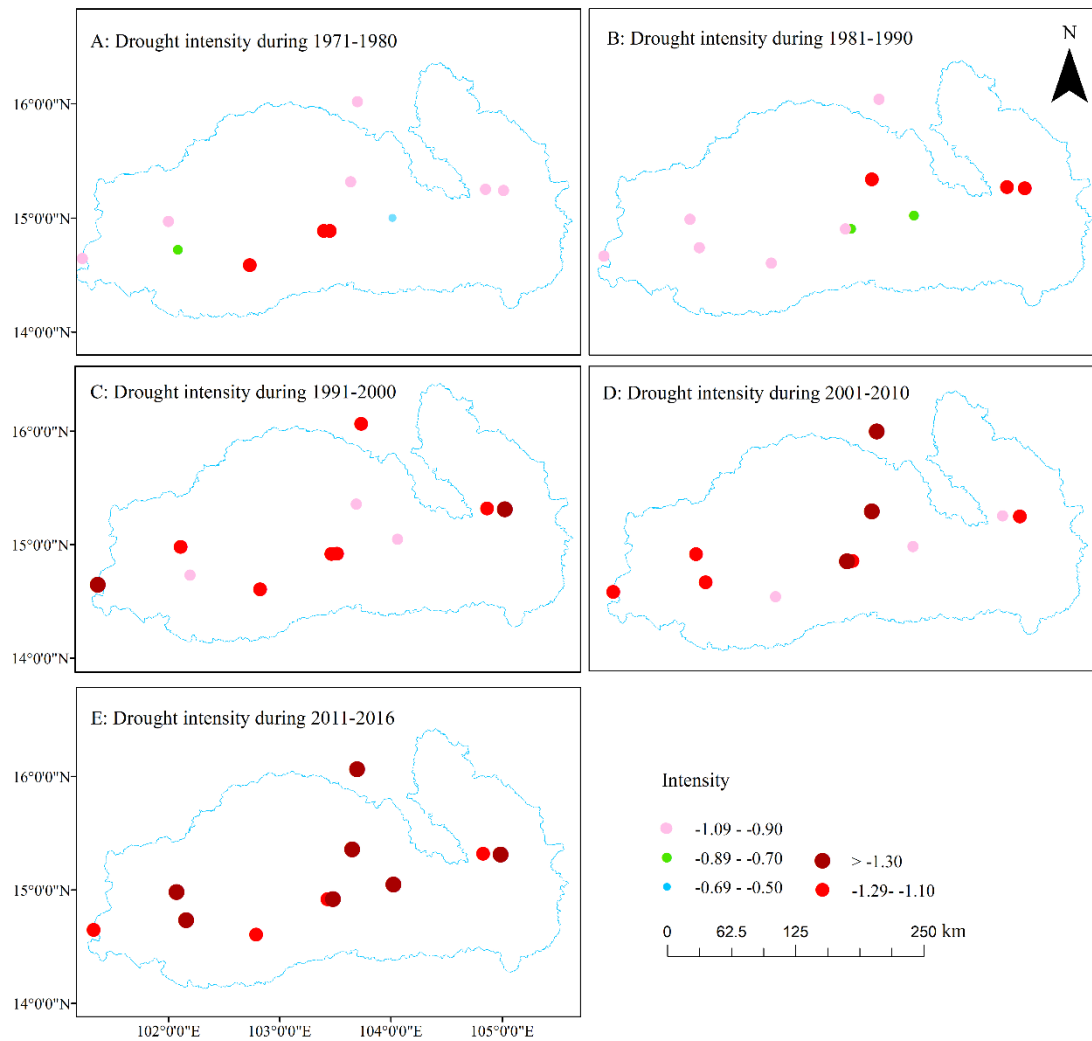 A: Drought intensity during 1971-1980
B: Drought intensity during 1981-1990
N
16°0'0"N
15°0'0"N
14°0'0"N
C: Drought intensity during 1991-2000
D: Drought intensity during 2001-2010
16°0'0"N
15°0'0"N
14°0'0"N
E: Drought intensity during 2011-2016
16°0'0"N
15°0'0"N
14°0'0"N
102°0'0"E 103°0'0"E 104°0'0"E 105°0'0"E
Intensity
-1.09 - -0.90
-0.89 - -0.70
-0.69 - -0.50
> -1.30
-1.29- -1.10
0 62.5 125 250 km